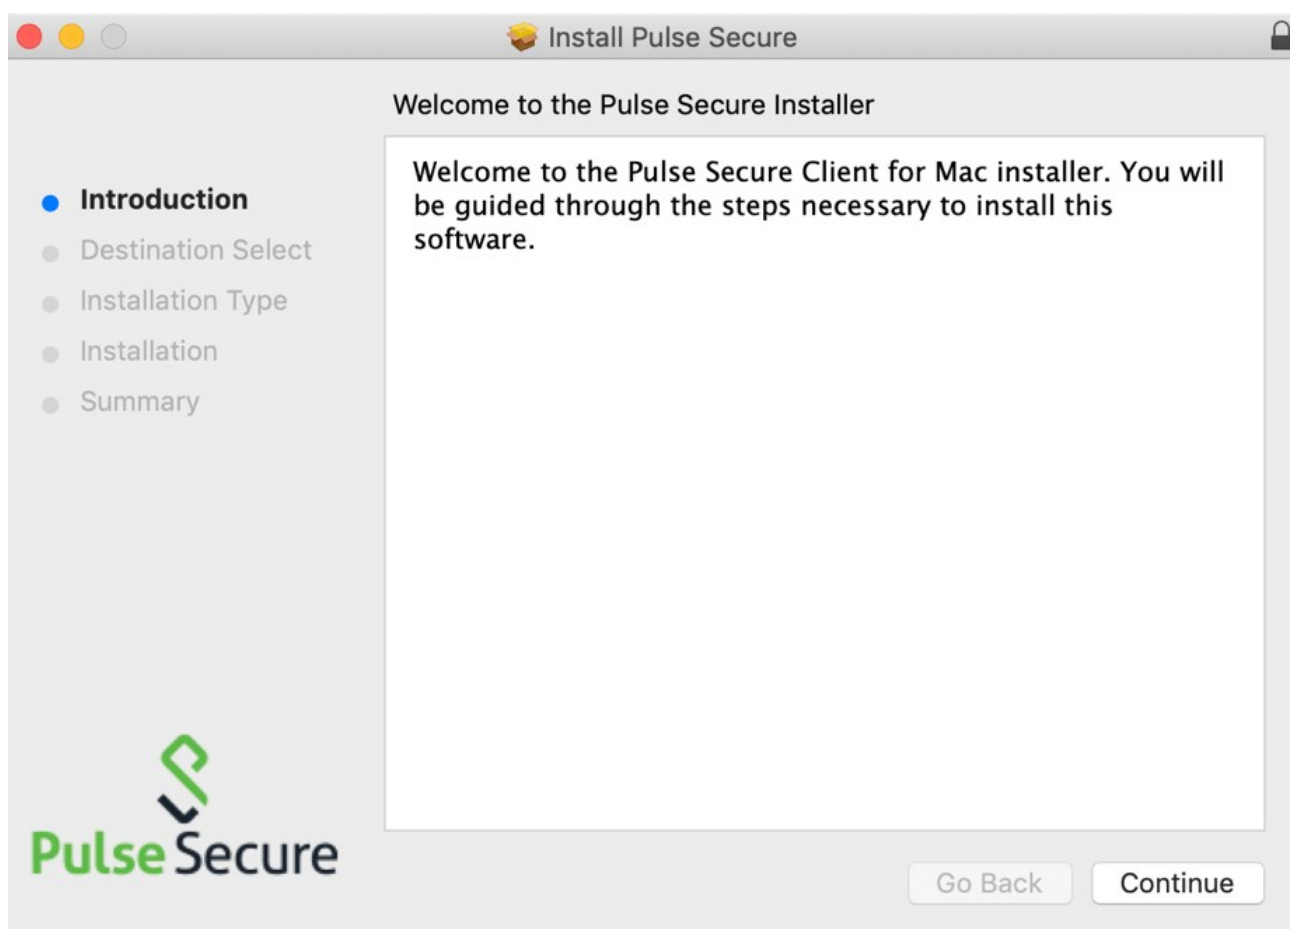 Install Pulse Secure
Welcome to the Pulse Secure Installer
Introduction
Destination Select
Installation Type
Installation
Summary
Welcome to the Pulse Secure Client for Mac installer. You will
be guided through the steps necessary to install this
software.
Pulse Secure
Go Back
Continue